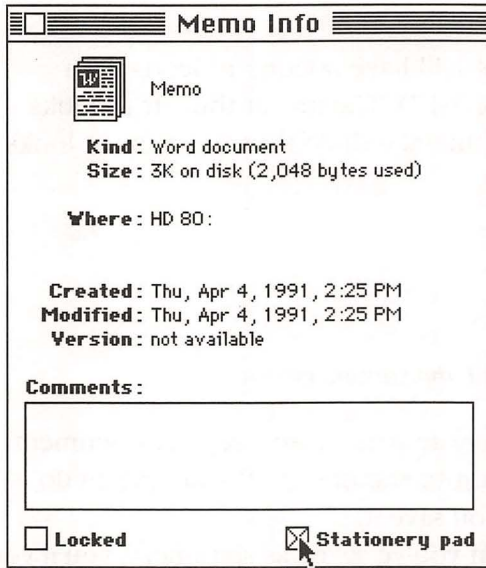 Memo Info
Memo
Kind: Word document
Size: 3K on disk (2,048 bytes used)
Where: HD 80:
Created: Thu, Apr 4, 1991, 2:25 PM
Modified: Thu, Apr 4, 1991, 2:25 PM
Version: not available
Comments:
Locked
Stationery pad